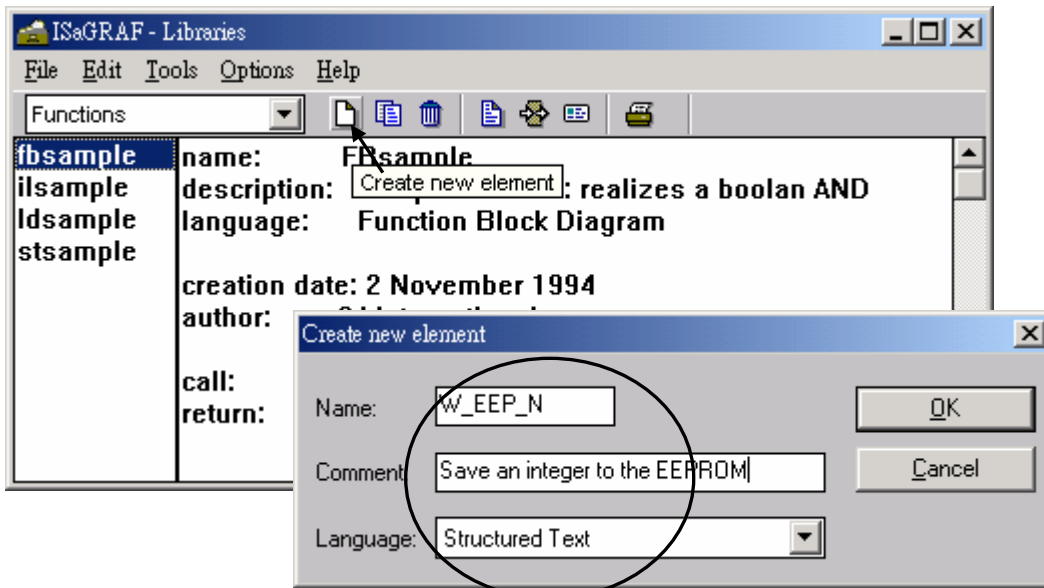 ISaGRAF - Libraries
File Edit Tools Options Help
Functions
fbsample
ilsample
ldsample
stsample
name: FBsample
description: : realizes a boolan AND
Create new element
language: Function Block Diagram
creation date: 2 November 1994
author:
call:
return:
Create new element
Name: W_EEP_N
OK
Comment Save an integer to the EEPROM
Cancel
Language: Structured Text